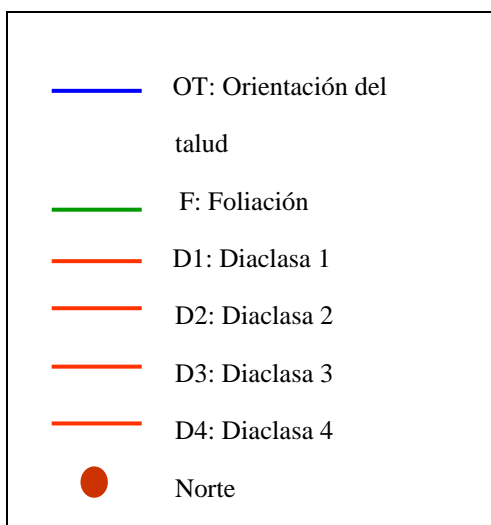 OT: Orientación del
talud
F: Foliación
D1: Diaclasa 1
D2: Diaclasa 2
D3: Diaclasa 3
D4: Diaclasa 4
Norte